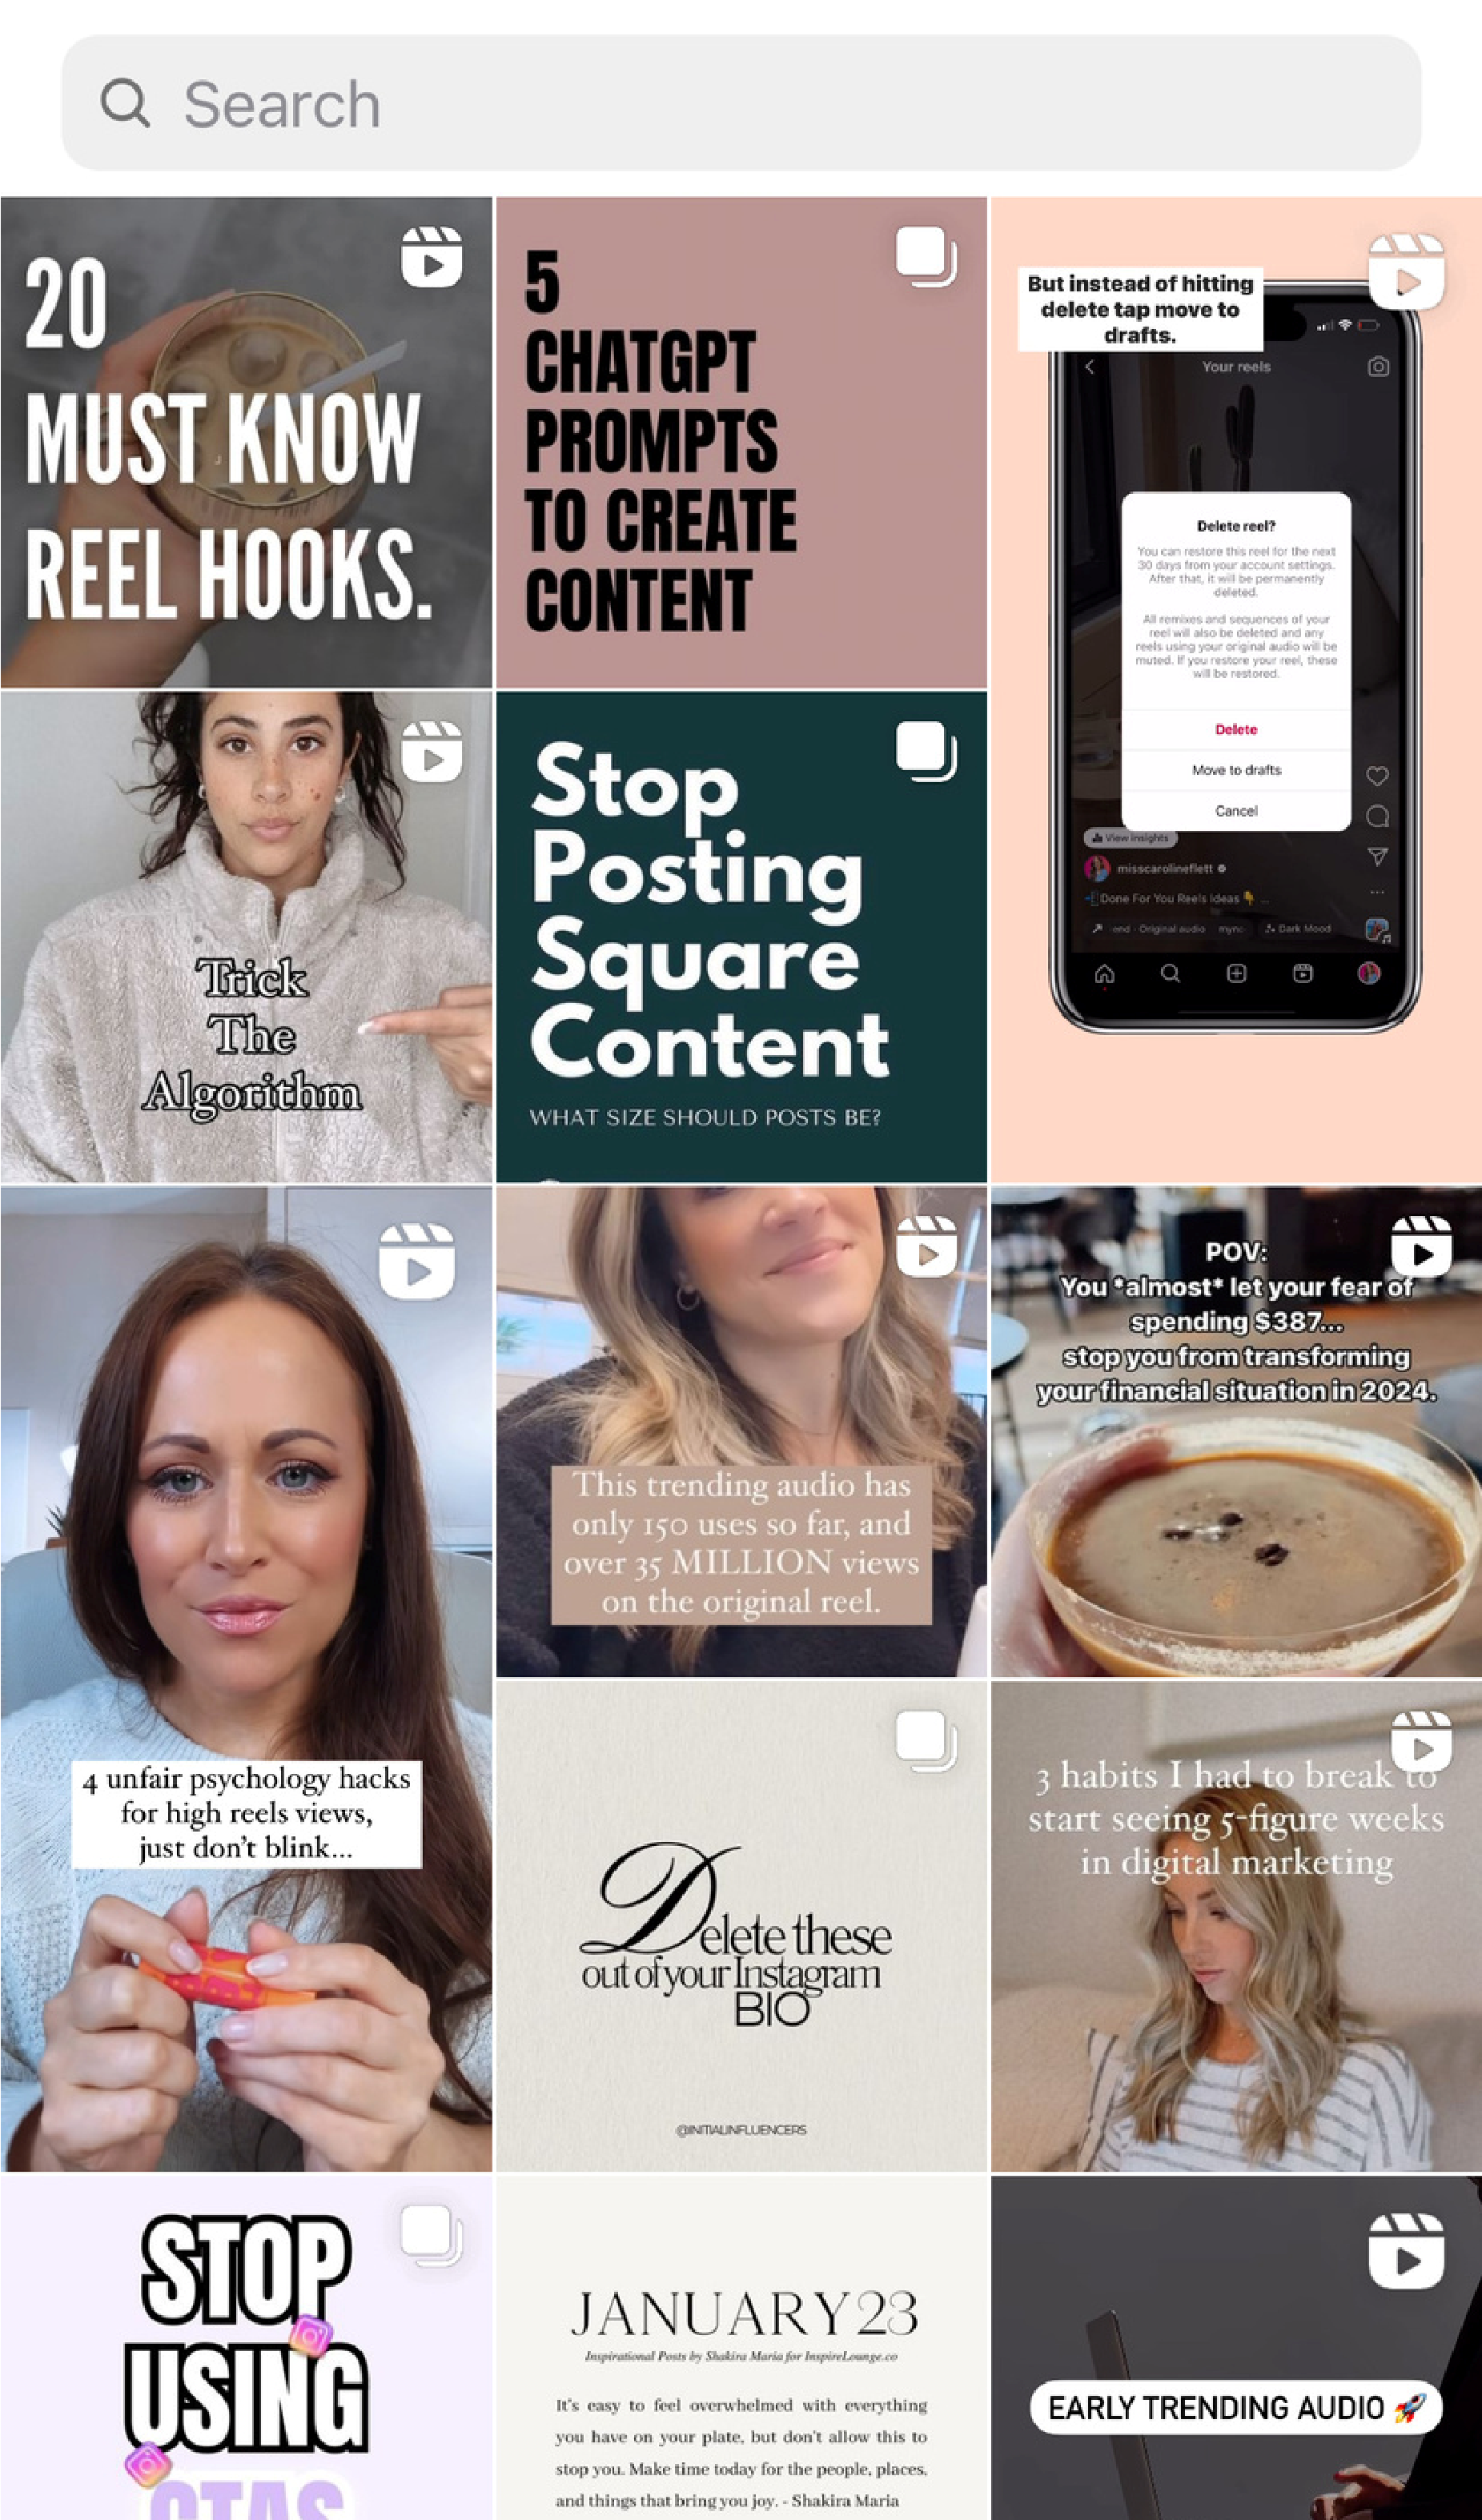 Search
20
MUST KNOW
REEL HOOKS.
5
CHATGPT
PROMPTS
TO CREATE
CONTENT
But instead of hitting
delete tap move to
drafts.
Your reels
Delete reel?
You can restore this reel for the next
30 days from your account settings.
After that, it will be permanently
deleted.
All remixes and sequences of your
reel will also be deleted and any
reels using your original audio will be
muted. If you restore your reel, these
will be restored.
Delete
Move to drafts
Cancel
View insights
misscarolineflett
Done For You Reels Ideas 👇 ...
end · Original audio
Dark Mood
Trick
The
Algorithm
Stop
Posting
Square
Content
WHAT SIZE SHOULD POSTS BE?
4 unfair psychology hacks
for high reels views,
just don't blink...
This trending audio has
only 150 uses so far, and
over 35 MILLION views
on the original reel.
POV:
You *almost* let your fear of
spending $387...
stop you from transforming
your financial situation in 2024.
Delete these
out of your Instagram
BIO
@INITIALINFLUENCERS
3 habits I had to break to
start seeing 5-figure weeks
in digital marketing
STOP
USING
CTAS
JANUARY 23
Inspirational Posts by Shakira Maria for InspireLounge.co
It's easy to feel overwhelmed with everything
you have on your plate, but don't allow this to
stop you. Make time today for the people, places,
and things that bring you joy. - Shakira Maria
EARLY TRENDING AUDIO 🚀